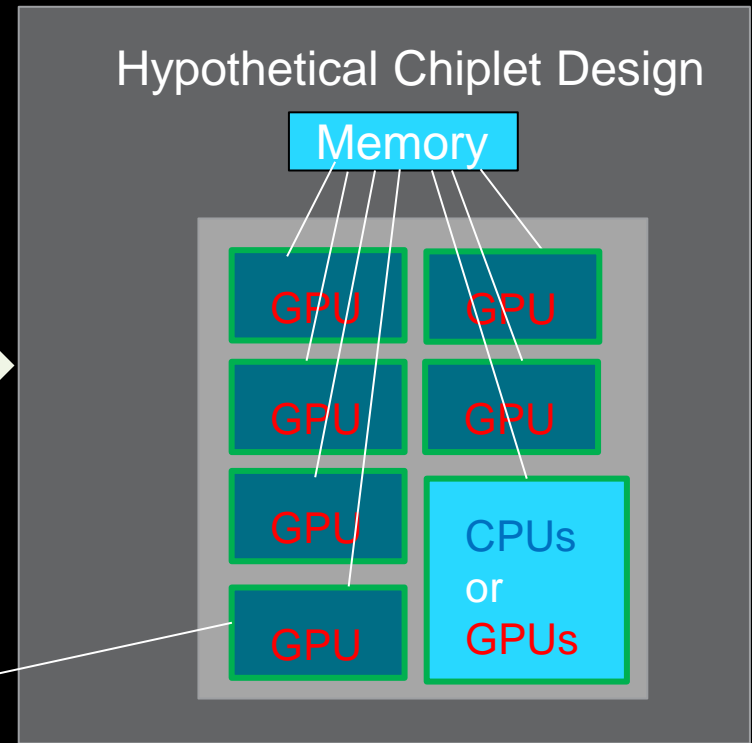 Hypothetical Chiplet Design
Memory
GPU
GPU
GPU
GPU
GPU
CPUs
or
GPUs
GPU